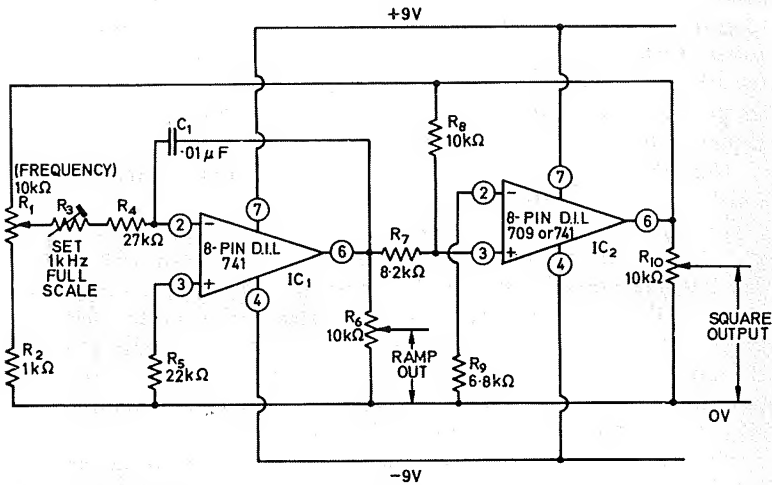 +9V
C1
.01μF
R8
10kΩ
(FREQUENCY)
10kΩ
R1
R3
R4
27kΩ
SET
1kHz
FULL
SCALE
2
7
8-PIN D.I.L
741
3
4
6
IC1
R7
8.2kΩ
2
7
8-PIN D.I.L
709 or 741
3
4
6
IC2
R10
10kΩ
R6
10kΩ
RAMP
OUT
SQUARE
OUTPUT
R2
1kΩ
R5
22kΩ
R9
6.8kΩ
0V
-9V